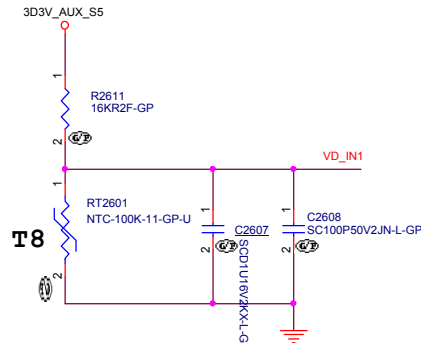 3D3V_AUX_S5
1
R2611
16KR2F-GP
2
G/P
VD_IN1
1
RT2601
NTC-100K-11-GP-U
T8
2
1
C2607
2
G/P
SCD1U16V2KX-L-G
1
C2608
SC100P50V2JN-L-GP
2
G/P